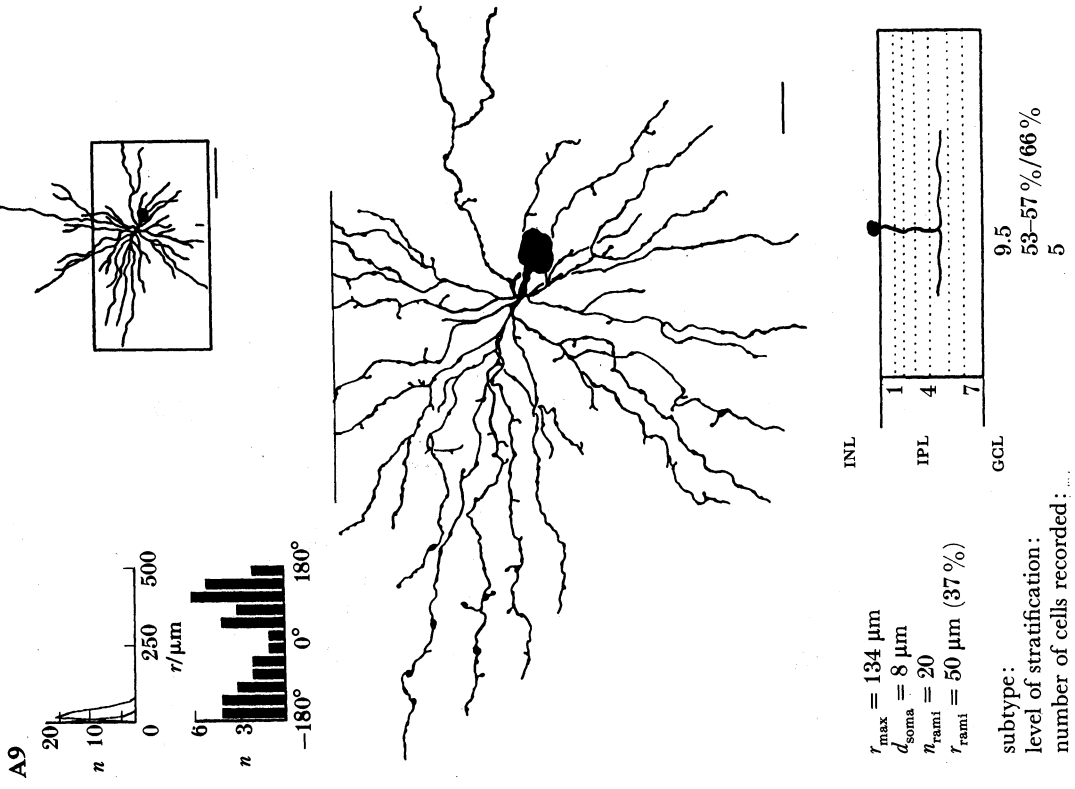 A9
20
10
n
0
250
500
r/μm
6
3
n
−180°
0°
180°
r_max = 134 μm
d_soma = 8 μm
n_rami = 20
r_rami = 50 μm (37 %)
INL
IPL
GCL
1
4
7
subtype: 9.5
level of stratification: 53–57 %/66 %
number of cells recorded: 5